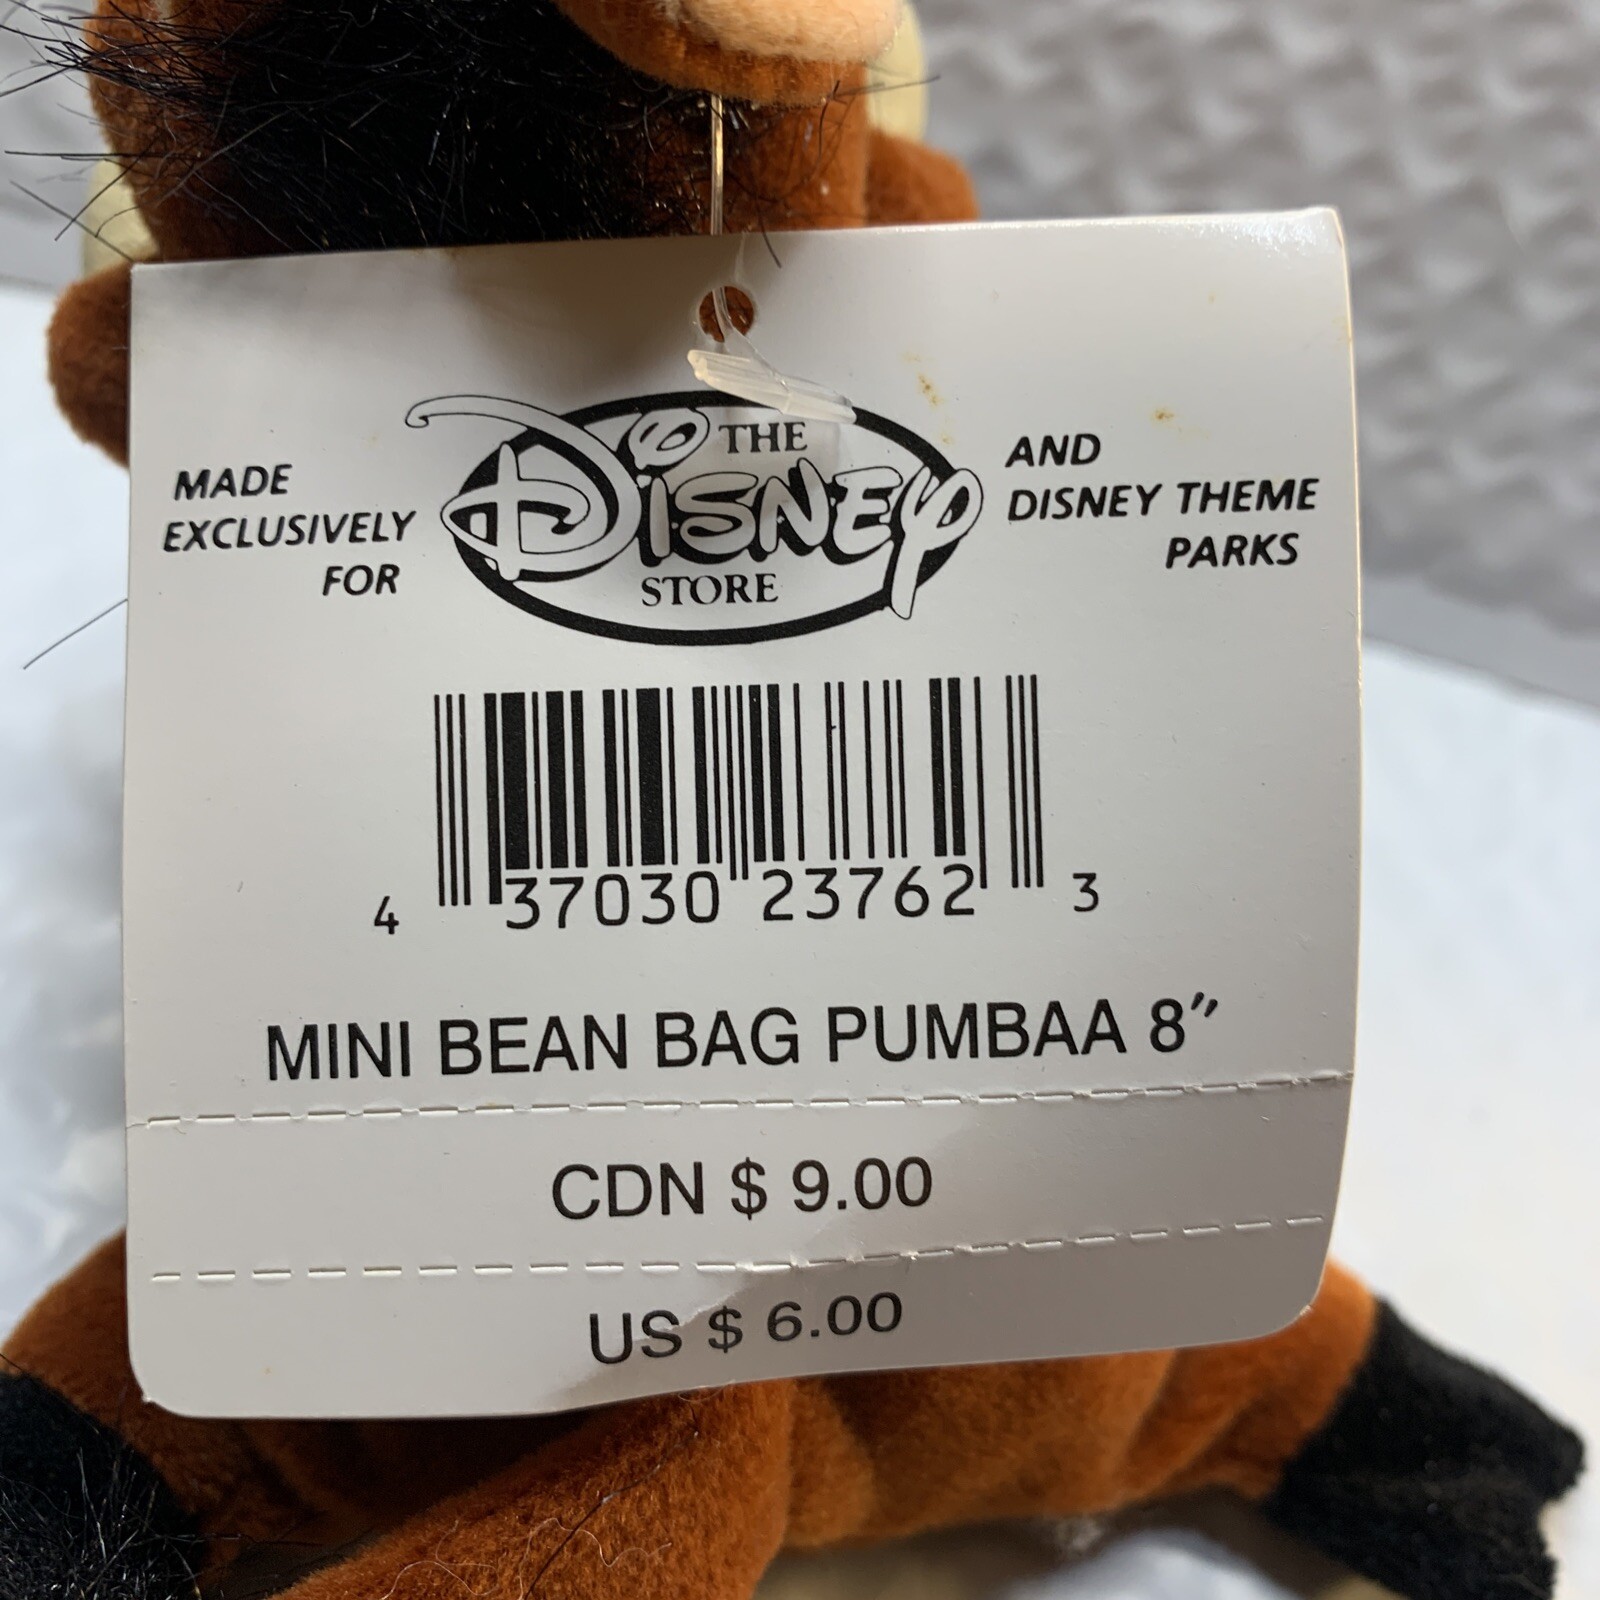 MADE
EXCLUSIVELY
FOR
THE
DISNEY
STORE
AND
DISNEY THEME
PARKS
4 37030 23762 3
MINI BEAN BAG PUMBAA 8"
CDN $ 9.00
US $ 6.00